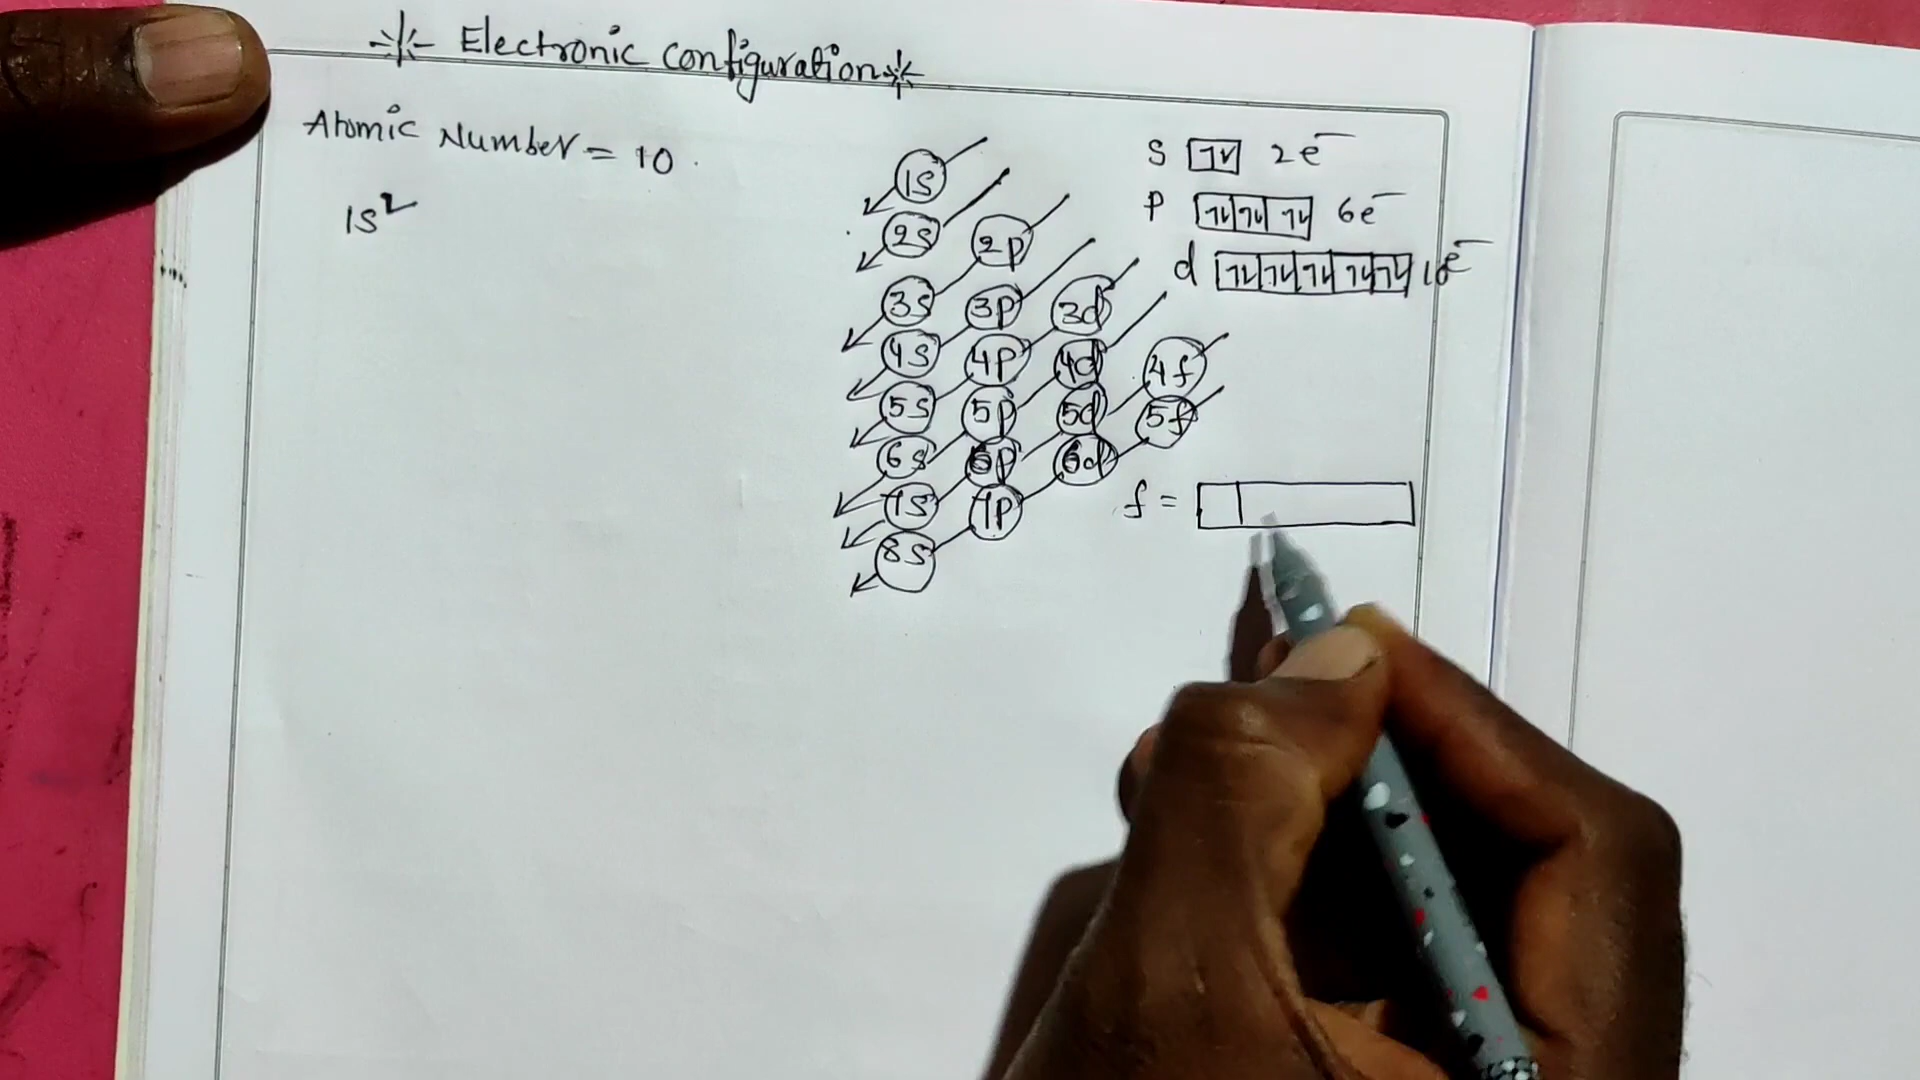 Electronic configuration
Atomic Number = 10
1s²
1s
2s 2p
3s 3p 3d
4s 4p 4d 4f
5s 5p 5d 5f
6s 6p 6d
7s 7p
8s
s 2e⁻
p 6e⁻
d 10e⁻
f =